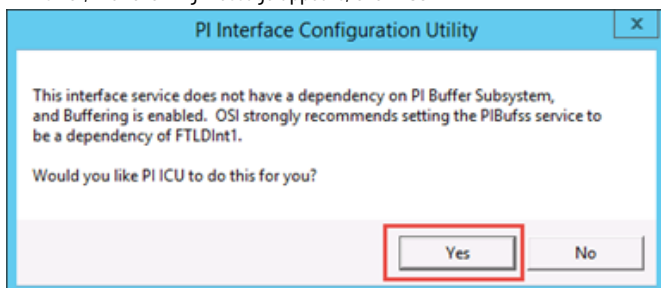 PI Interface Configuration Utility
x
This interface service does not have a dependency on PI Buffer Subsystem,
and Buffering is enabled.  OSI strongly recommends setting the PIBufss service to
be a dependency of FTLDInt1.
Would you like PI ICU to do this for you?
Yes
No